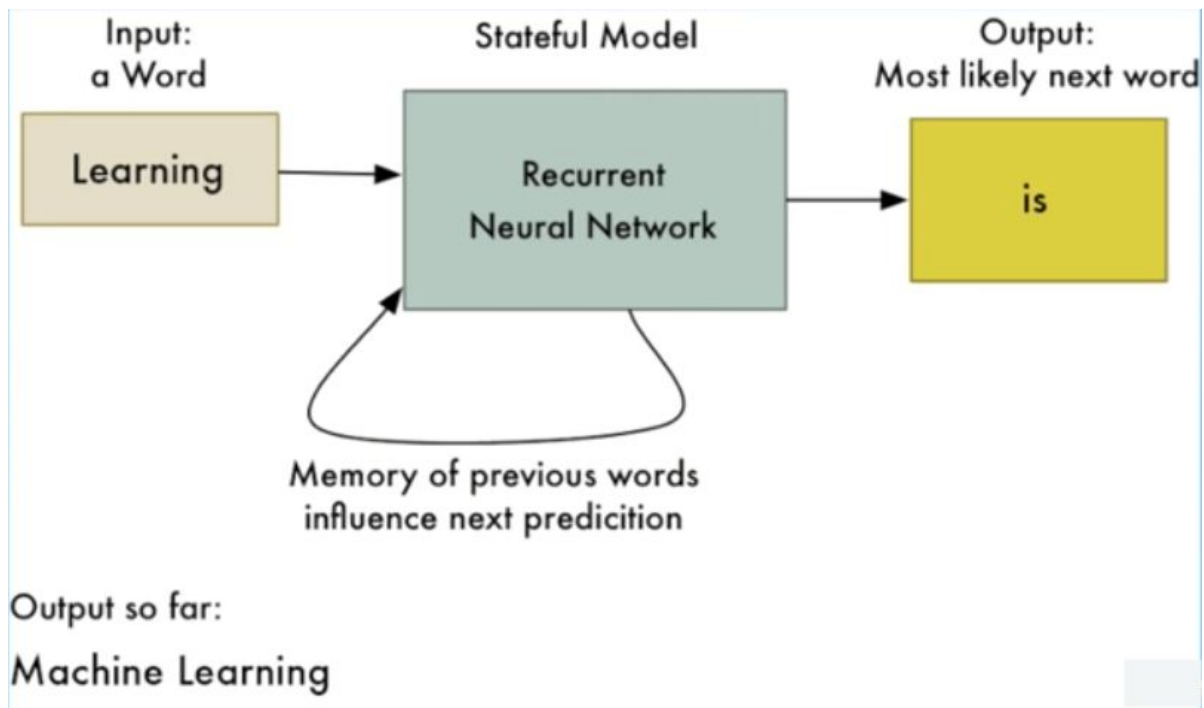 Input:
a Word
Stateful Model
Output:
Most likely next word
Learning
Recurrent
Neural Network
is
Memory of previous words
influence next predicition
Output so far:
Machine Learning